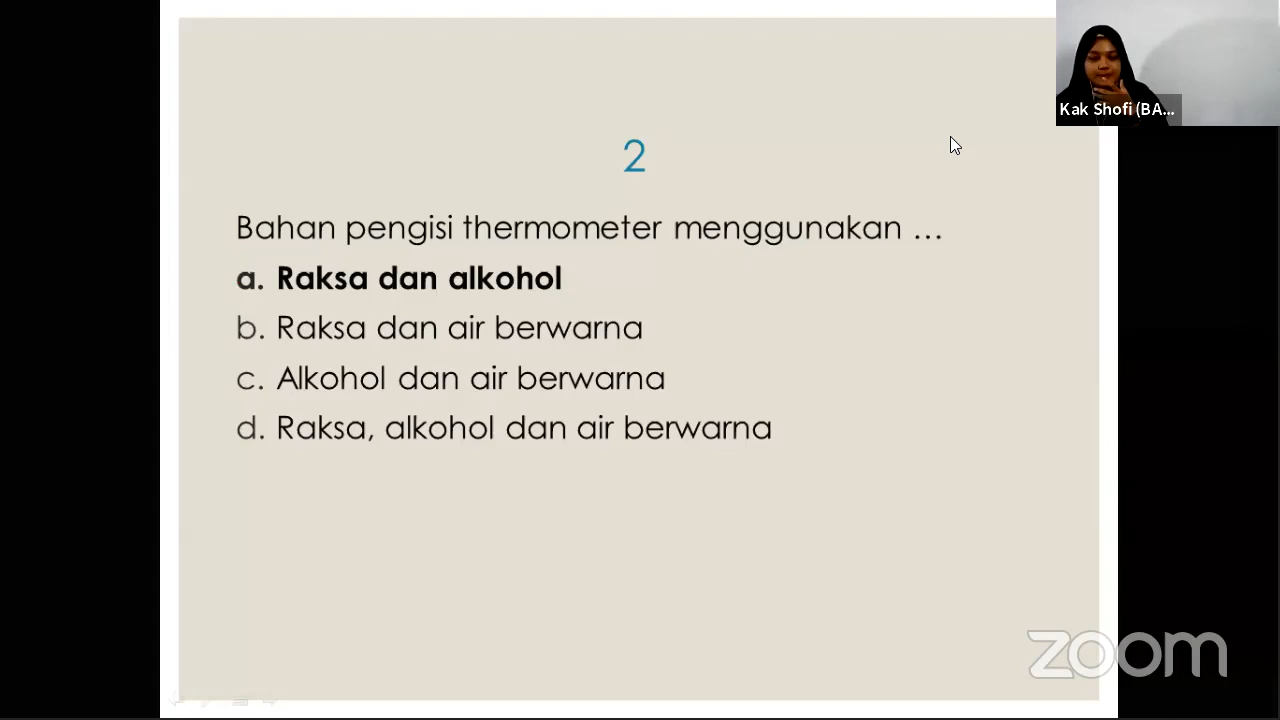 Kak Shofi (BA...
2
Bahan pengisi thermometer menggunakan ...
a. Raksa dan alkohol
b. Raksa dan air berwarna
c. Alkohol dan air berwarna
d. Raksa, alkohol dan air berwarna
zoom